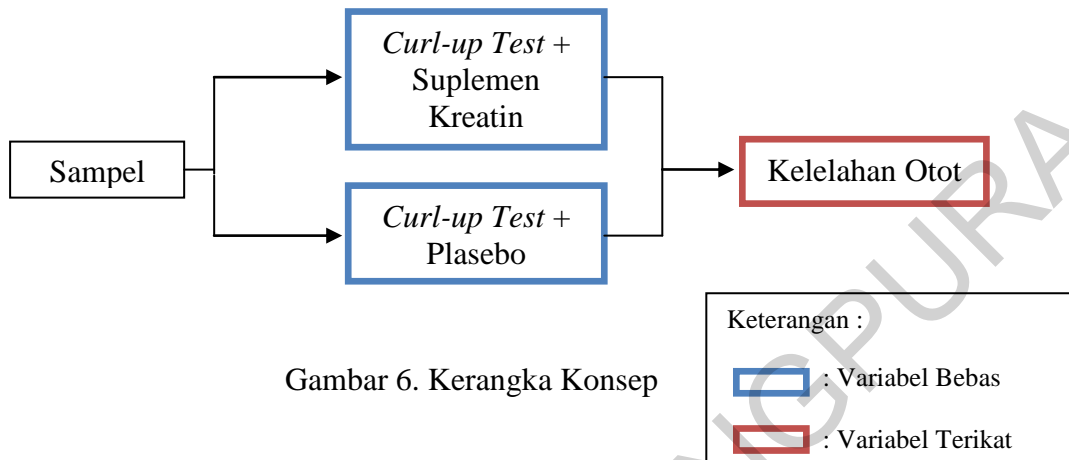 Curl-up Test +
Suplemen
Kreatin
Sampel
Kelelahan Otot
Curl-up Test +
Plasebo
Keterangan :
Gambar 6. Kerangka Konsep
: Variabel Bebas
: Variabel Terikat
NGPURA